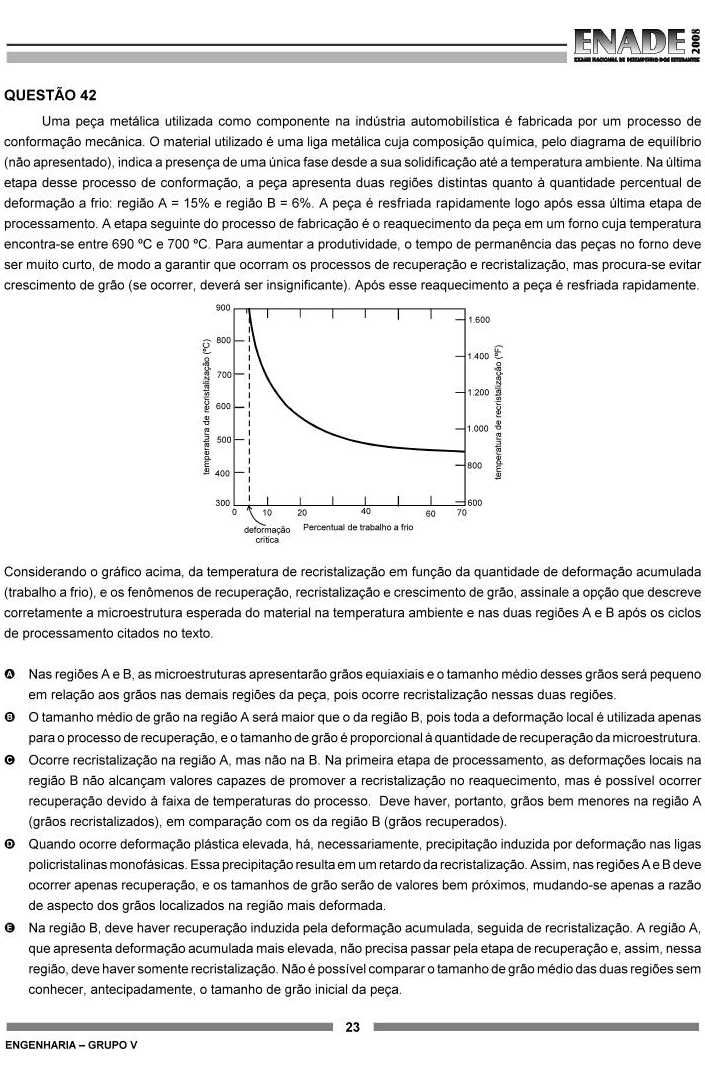 ENADE 2008
EXAME NACIONAL DE DESEMPENHO DOS ESTUDANTES
QUESTÃO 42
Uma peça metálica utilizada como componente na indústria automobilística é fabricada por um processo de
conformação mecânica. O material utilizado é uma liga metálica cuja composição química, pelo diagrama de equilíbrio
(não apresentado), indica a presença de uma única fase desde a sua solidificação até a temperatura ambiente. Na última
etapa desse processo de conformação, a peça apresenta duas regiões distintas quanto à quantidade percentual de
deformação a frio: região A = 15% e região B = 6%. A peça é resfriada rapidamente logo após essa última etapa de
processamento. A etapa seguinte do processo de fabricação é o reaquecimento da peça em um forno cuja temperatura
encontra-se entre 690 ºC e 700 ºC. Para aumentar a produtividade, o tempo de permanência das peças no forno deve
ser muito curto, de modo a garantir que ocorram os processos de recuperação e recristalização, mas procura-se evitar
crescimento de grão (se ocorrer, deverá ser insignificante). Após esse reaquecimento a peça é resfriada rapidamente.
temperatura de recristalização (ºC)
900
800
700
600
500
400
300
1.600
1.400
1.200
1.000
800
600
temperatura de recristalização (ºF)
0 10 20 40 60 70
deformação
crítica
Percentual de trabalho a frio
Considerando o gráfico acima, da temperatura de recristalização em função da quantidade de deformação acumulada
(trabalho a frio), e os fenômenos de recuperação, recristalização e crescimento de grão, assinale a opção que descreve
corretamente a microestrutura esperada do material na temperatura ambiente e nas duas regiões A e B após os ciclos
de processamento citados no texto.
A Nas regiões A e B, as microestruturas apresentarão grãos equiaxiais e o tamanho médio desses grãos será pequeno
em relação aos grãos nas demais regiões da peça, pois ocorre recristalização nessas duas regiões.
B O tamanho médio de grão na região A será maior que o da região B, pois toda a deformação local é utilizada apenas
para o processo de recuperação, e o tamanho de grão é proporcional à quantidade de recuperação da microestrutura.
C Ocorre recristalização na região A, mas não na B. Na primeira etapa de processamento, as deformações locais na
região B não alcançam valores capazes de promover a recristalização no reaquecimento, mas é possível ocorrer
recuperação devido à faixa de temperaturas do processo. Deve haver, portanto, grãos bem menores na região A
(grãos recristalizados), em comparação com os da região B (grãos recuperados).
D Quando ocorre deformação plástica elevada, há, necessariamente, precipitação induzida por deformação nas ligas
policristalinas monofásicas. Essa precipitação resulta em um retardo da recristalização. Assim, nas regiões A e B deve
ocorrer apenas recuperação, e os tamanhos de grão serão de valores bem próximos, mudando-se apenas a razão
de aspecto dos grãos localizados na região mais deformada.
E Na região B, deve haver recuperação induzida pela deformação acumulada, seguida de recristalização. A região A,
que apresenta deformação acumulada mais elevada, não precisa passar pela etapa de recuperação e, assim, nessa
região, deve haver somente recristalização. Não é possível comparar o tamanho de grão médio das duas regiões sem
conhecer, antecipadamente, o tamanho de grão inicial da peça.
23
ENGENHARIA – GRUPO V